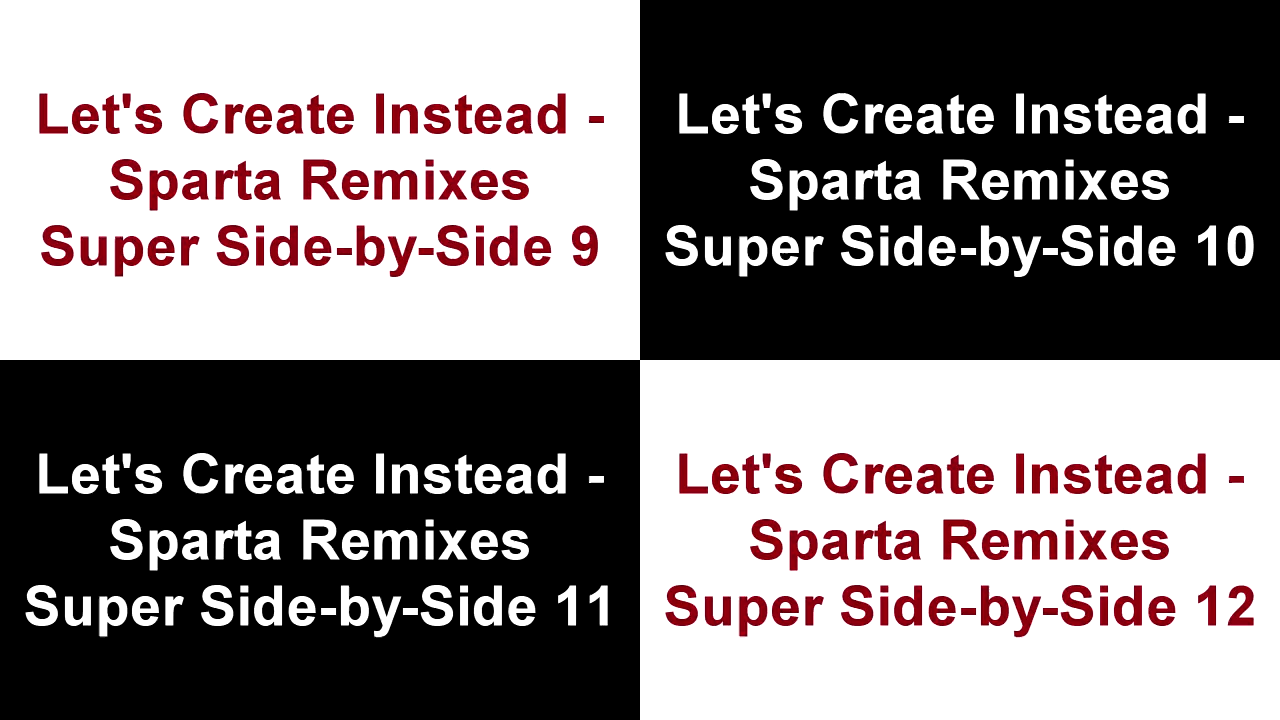 Let's Create Instead -
Sparta Remixes
Super Side-by-Side 9
Let's Create Instead -
Sparta Remixes
Super Side-by-Side 10
Let's Create Instead -
Sparta Remixes
Super Side-by-Side 11
Let's Create Instead -
Sparta Remixes
Super Side-by-Side 12